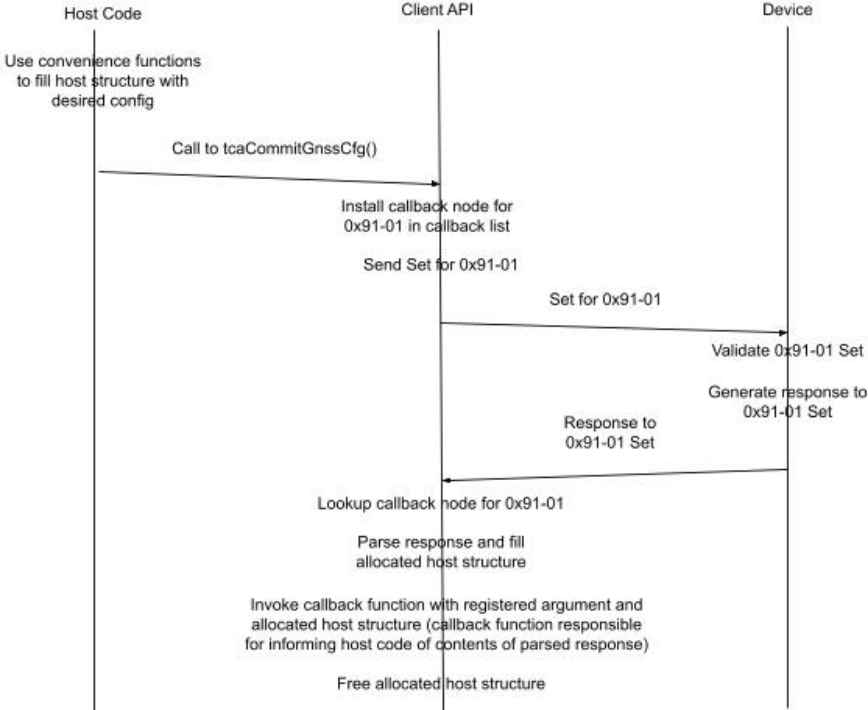 Host Code
Client API
Device
Use convenience functions
to fill host structure with
desired config
Call to tcaCommitGnssCfg()
Install callback node for
0x91-01 in callback list
Send Set for 0x91-01
Set for 0x91-01
Validate 0x91-01 Set
Generate response to
0x91-01 Set
Response to
0x91-01 Set
Lookup callback node for 0x91-01
Parse response and fill
allocated host structure
Invoke callback function with registered argument and
allocated host structure (callback function responsible
for informing host code of contents of parsed response)
Free allocated host structure